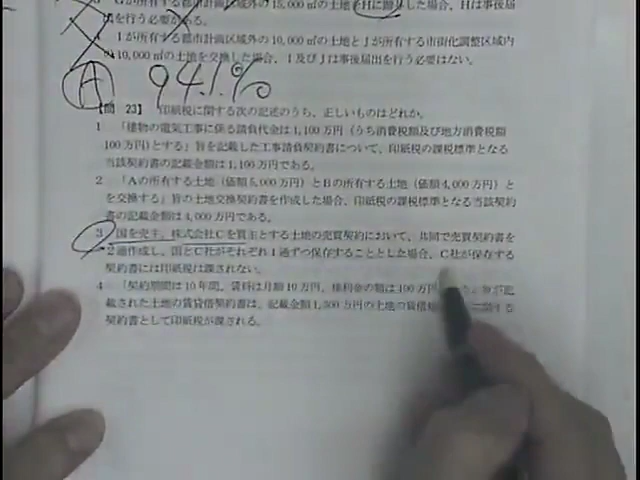 Gが所有する都市計画区域外の15,000㎡の土地をHに贈与した場合、Hは事後届
出を行う必要がある。
Iが所有する都市計画区域外の10,000㎡の土地とJが所有する市街化調整区域内
の10,000㎡の土地を交換した場合、I及びJは事後届出を行う必要はない。
A 94.1%
【問 23】 印紙税に関する次の記述のうち、正しいものはどれか。
1 「建物の電気工事に係る請負代金は1,100万円(うち消費税額及び地方消費税額
100万円)とする」旨を記載した工事請負契約書について、印紙税の課税標準となる
当該契約書の記載金額は1,100万円である。
2 「Aの所有する土地(価額5,000万円)とBの所有する土地(価額4,000万円)と
を交換する」旨の土地交換契約書を作成した場合、印紙税の課税標準となる当該契約
書の記載金額は4,000万円である。
3 国を売主、株式会社Cを買主とする土地の売買契約において、共同で売買契約書を
2通作成し、国とC社がそれぞれ1通ずつ保存することとした場合、C社が保存する
契約書には印紙税は課されない。
4 「契約期間は10年間、賃料は月額10万円、権利金の額は100万円 が記
載された土地の賃貸借契約書は、記載金額1,300万円の土地の賃借 に関する
契約書として印紙税が課される。